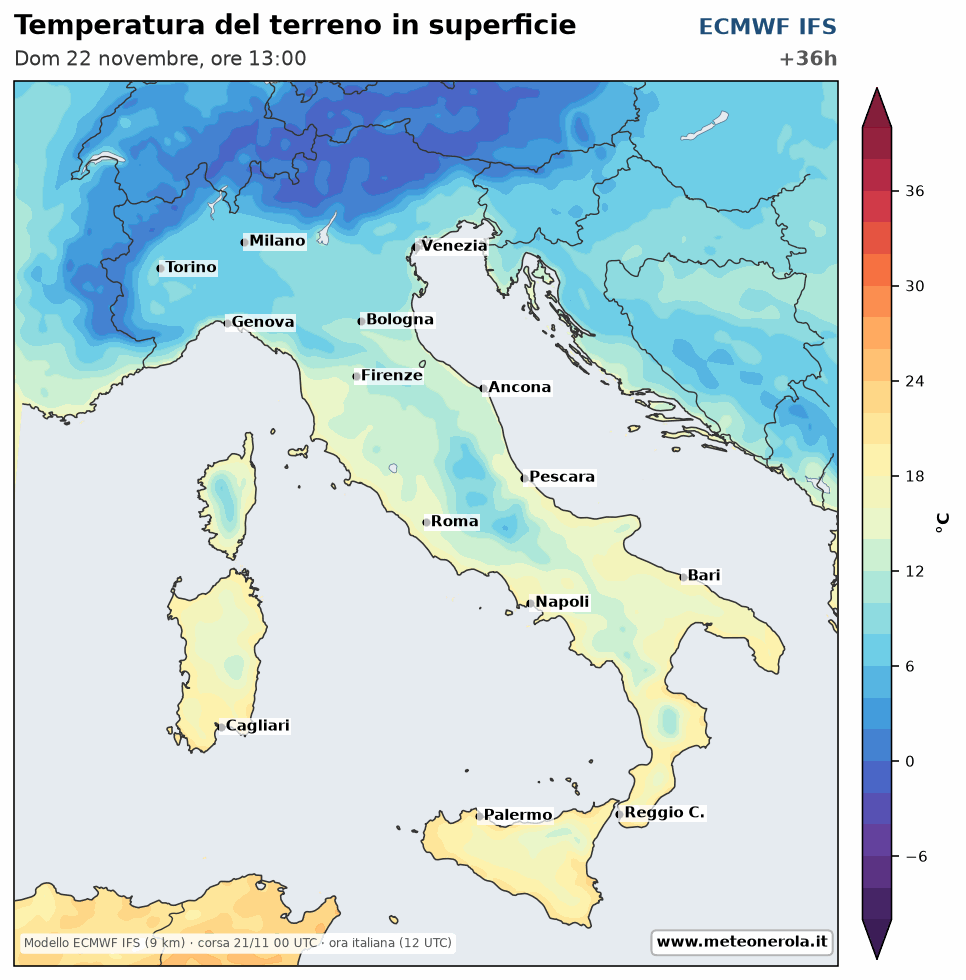 Temperatura del terreno in superficie
ECMWF IFS
Dom 22 novembre, ore 13:00
+36h
Milano
Venezia
Torino
Genova
Bologna
Firenze
Ancona
Pescara
Roma
Bari
Napoli
Cagliari
Palermo
Reggio C.
36
30
24
18
12
6
0
−6
°C
Modello ECMWF IFS (9 km) · corsa 21/11 00 UTC · ora italiana (12 UTC)
www.meteonerola.it